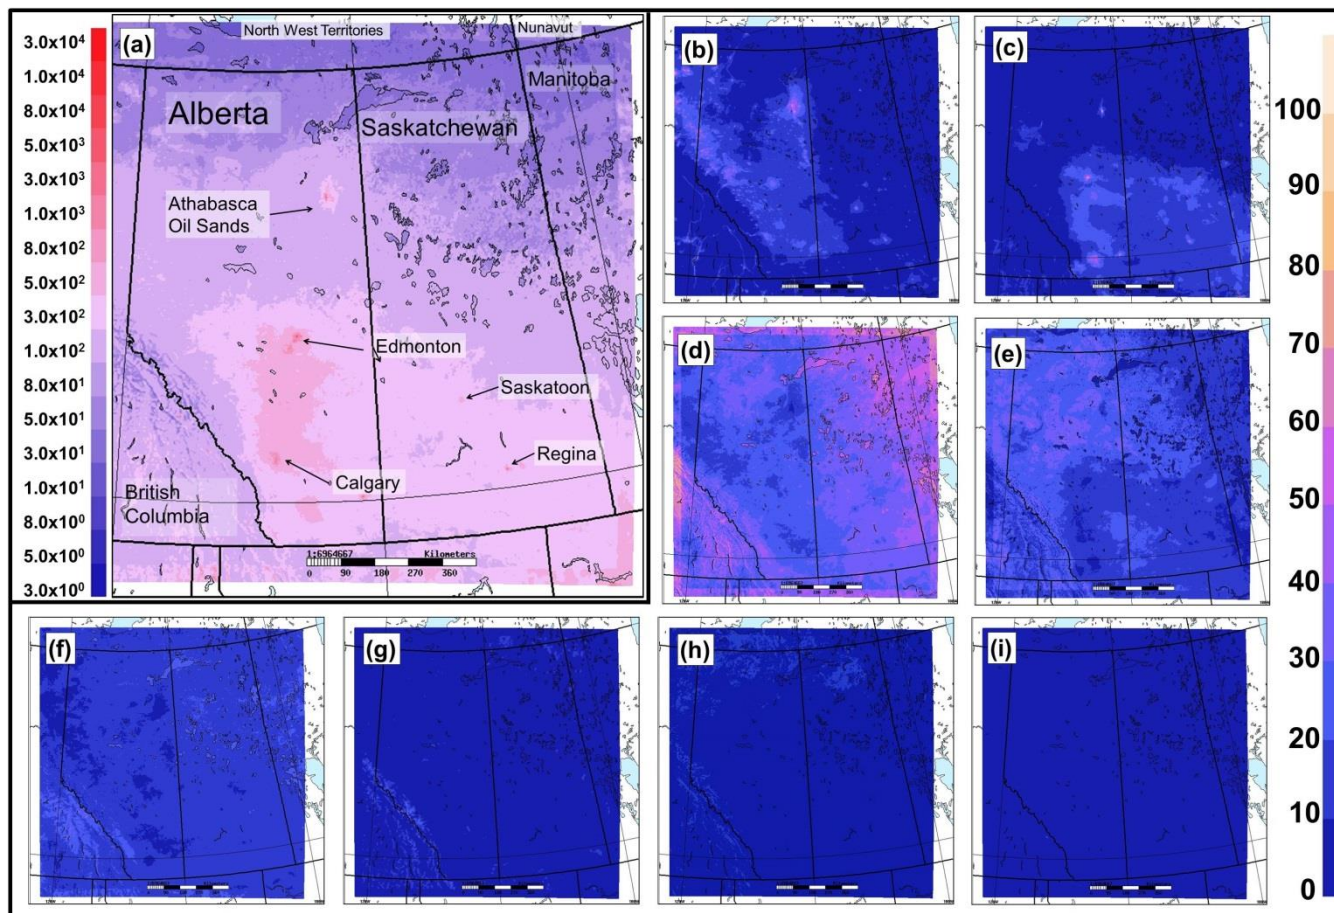 (a)
North West Territories
Nunavut
Manitoba
Alberta
Saskatchewan
Athabasca
Oil Sands
Edmonton
Saskatoon
Regina
Calgary
British
Columbia
1:6964667 Kilometers
0 90 180 270 360
3.0x10⁴
1.0x10⁴
8.0x10⁴
5.0x10³
3.0x10³
1.0x10³
8.0x10²
5.0x10²
3.0x10²
1.0x10²
8.0x10¹
5.0x10¹
3.0x10¹
1.0x10¹
8.0x10⁰
5.0x10⁰
3.0x10⁰
(b)
(c)
(d)
(e)
(f)
(g)
(h)
(i)
100
90
80
70
60
50
40
30
20
10
0